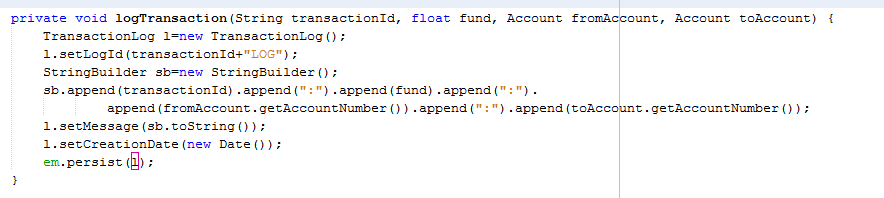 private void logTransaction(String transactionId, float fund, Account fromAccount, Account toAccount) {
    TransactionLog l=new TransactionLog();
    l.setLogId(transactionId+"LOG");
    StringBuilder sb=new StringBuilder();
    sb.append(transactionId).append(":").append(fund).append(":").
            append(fromAccount.getAccountNumber()).append(":").append(toAccount.getAccountNumber());
    l.setMessage(sb.toString());
    l.setCreationDate(new Date());
    em.persist(l);
}